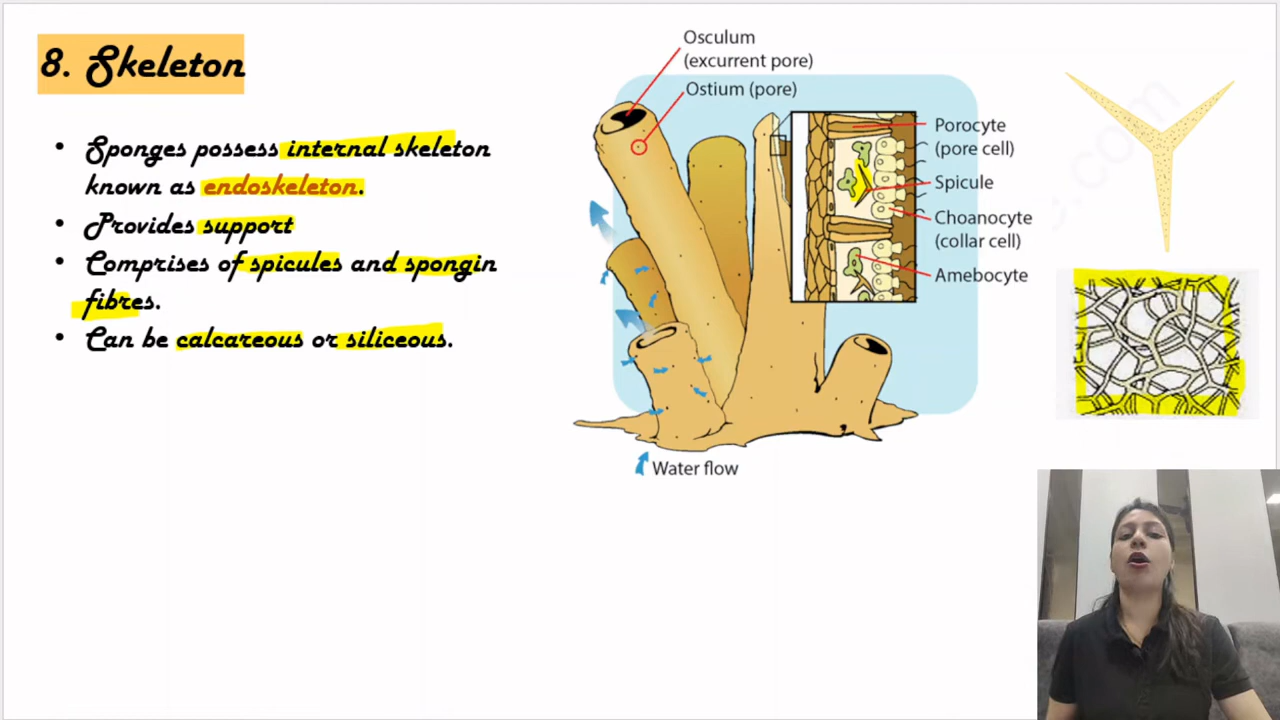 8. Skeleton
• Sponges possess internal skeleton
known as endoskeleton.
• Provides support
• Comprises of spicules and spongin
fibres.
• Can be calcareous or siliceous.
Osculum
(excurrent pore)
Ostium (pore)
Porocyte
(pore cell)
Spicule
Choanocyte
(collar cell)
Amebocyte
Water flow